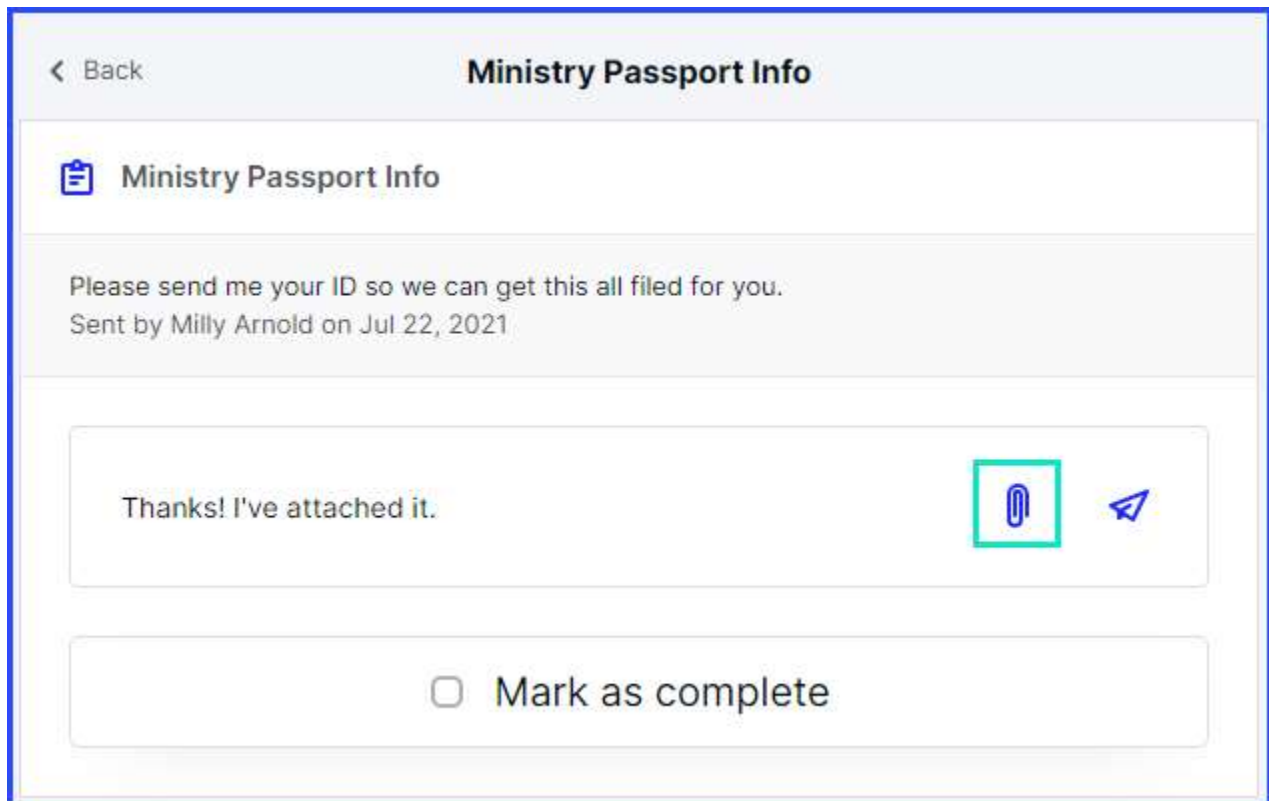 Back
Ministry Passport Info
Ministry Passport Info
Please send me your ID so we can get this all filed for you.
Sent by Milly Arnold on Jul 22, 2021
Thanks! I've attached it.
Mark as complete